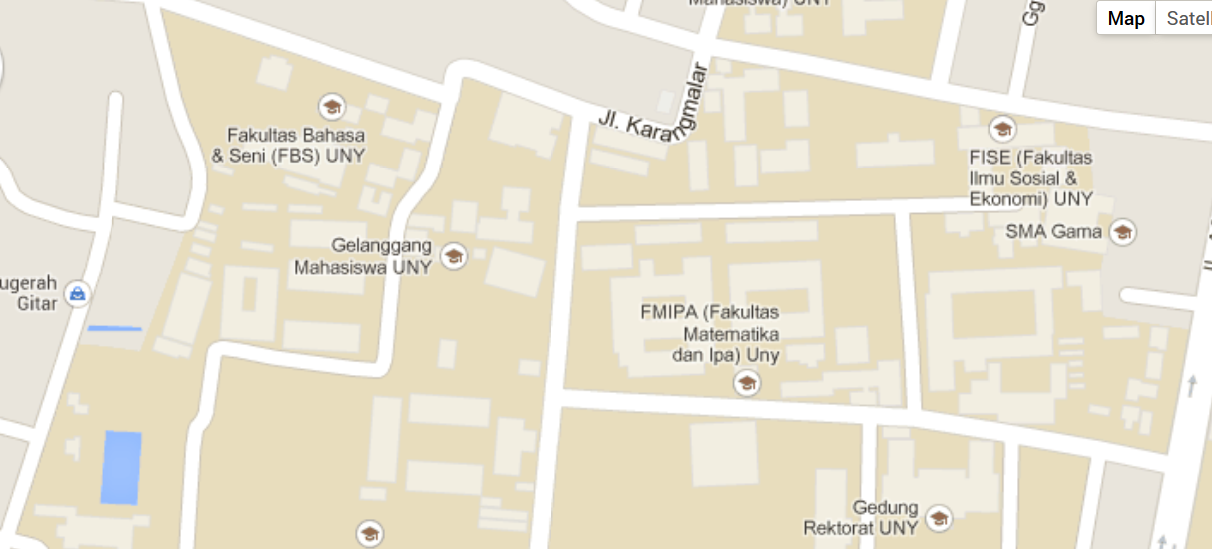 Mahasiswa) UNY
Gg
Map
Satell
Jl. Karangmalar
Fakultas Bahasa
& Seni (FBS) UNY
FISE (Fakultas
Ilmu Sosial &
Ekonomi) UNY
SMA Gama
Gelanggang
Mahasiswa UNY
ugerah
Gitar
FMIPA (Fakultas
Matematika
dan Ipa) Uny
Gedung
Rektorat UNY